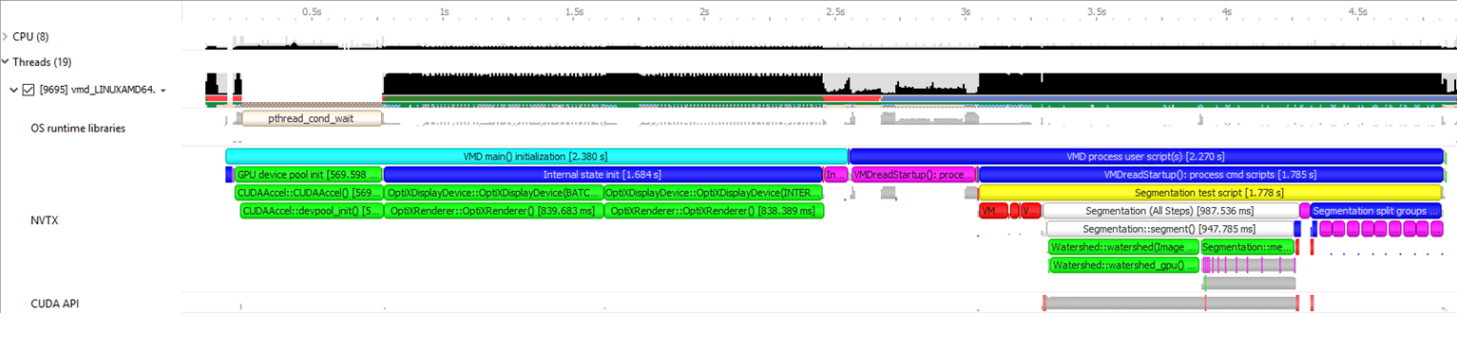 0.5s 1s 1.5s 2s 2.5s 3s 3.5s 4s 4.5s
CPU (8)
Threads (19)
[9695] vmd_LINUXAMD64.
OS runtime libraries
pthread_cond_wait
VMD main() initialization [2.380 s] VMD process user script(s) [2.270 s]
GPU device pool init [569.598 ... Internal state init [1.684 s] In... VMDreadStartup(): proce... VMDreadStartup(): process cmd scripts [1.785 s]
CUDAAccel::CUDAAccel() [569... OptiXDisplayDevice::OptiXDisplayDevice(BATC... OptiXDisplayDevice::OptiXDisplayDevice(INTER... Segmentation test script [1.778 s]
NVTX
CUDAAccel::devpool_init() [5... OptiXRenderer::OptiXRenderer() [839.683 ms] OptiXRenderer::OptiXRenderer() [838.389 ms] VM... V... Segmentation (All Steps) [987.536 ms] Segmentation split groups ...
Segmentation::segment() [947.785 ms]
Watershed::watershed(Image ... Segmentation::me...
Watershed::watershed_gpu() ...
CUDA API